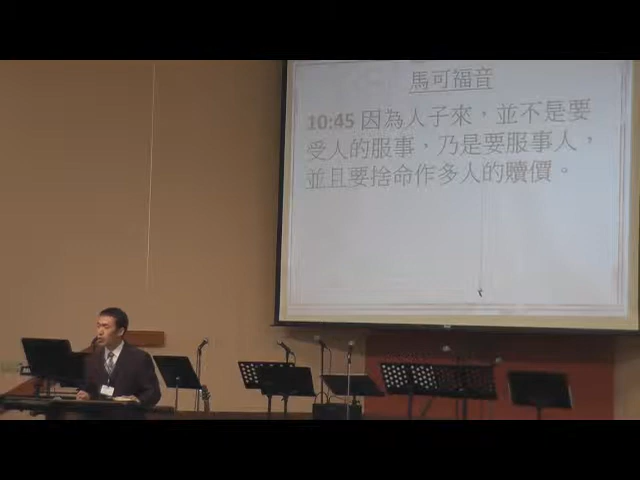 馬可福音
10:45 因為人子來，並不是要
受人的服事，乃是要服事人，
並且要捨命作多人的贖價。